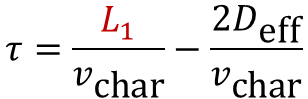 τ = L₁/v_char − 2D_eff/v_char